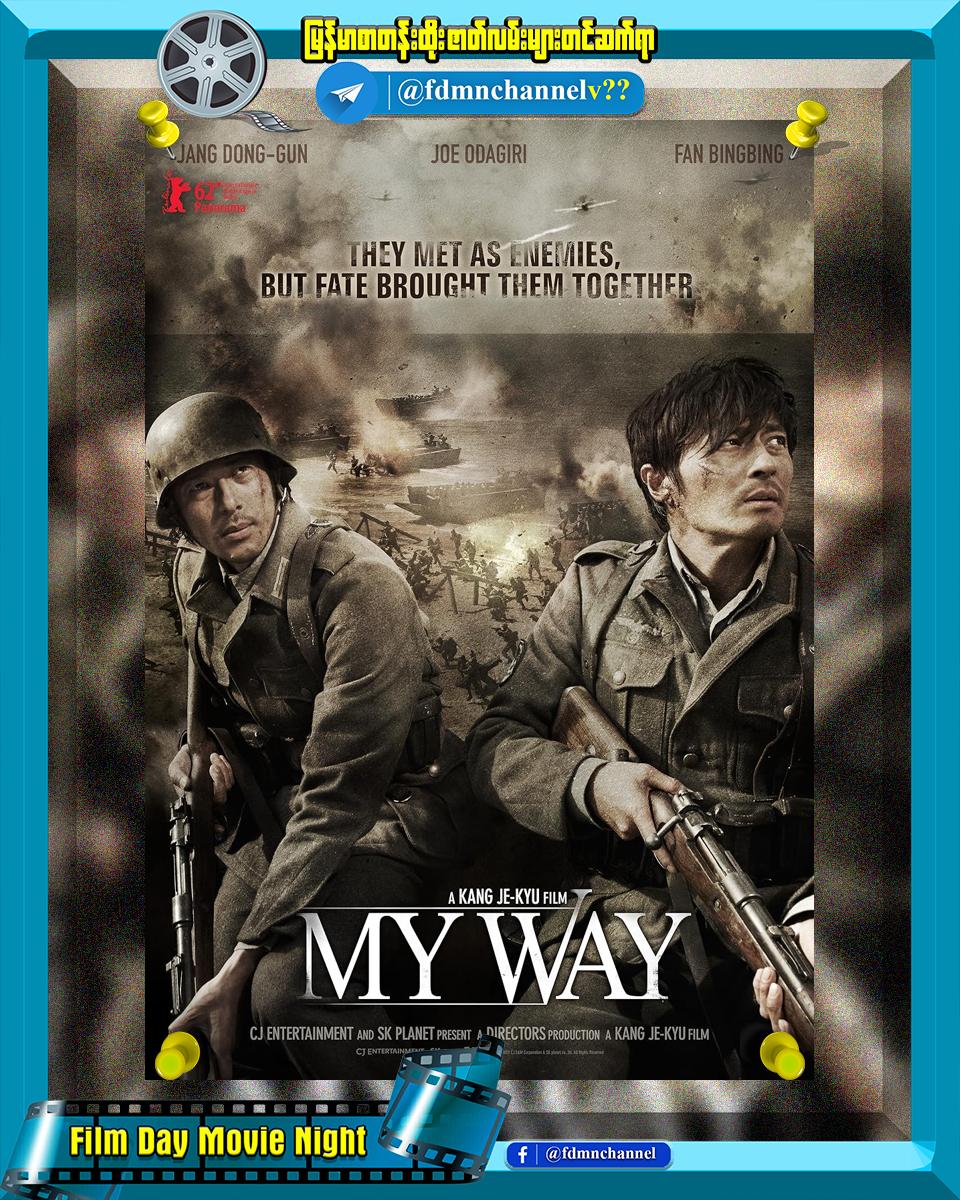 မြန်မာစာတန်းထိုးဇာတ်လမ်းများတင်ဆက်ရာ
@fdmnchannelv??
JANG DONG-GUN JOE ODAGIRI FAN BINGBING
62
Panorama
THEY MET AS ENEMIES,
BUT FATE BROUGHT THEM TOGETHER
A KANG JE-KYU FILM
MY WAY
CJ ENTERTAINMENT AND SK PLANET PRESENT A DIRECTORS PRODUCTION A KANG JE-KYU FILM
CJ ENTERTAINMENT
Film Day Movie Night
f @fdmnchannel